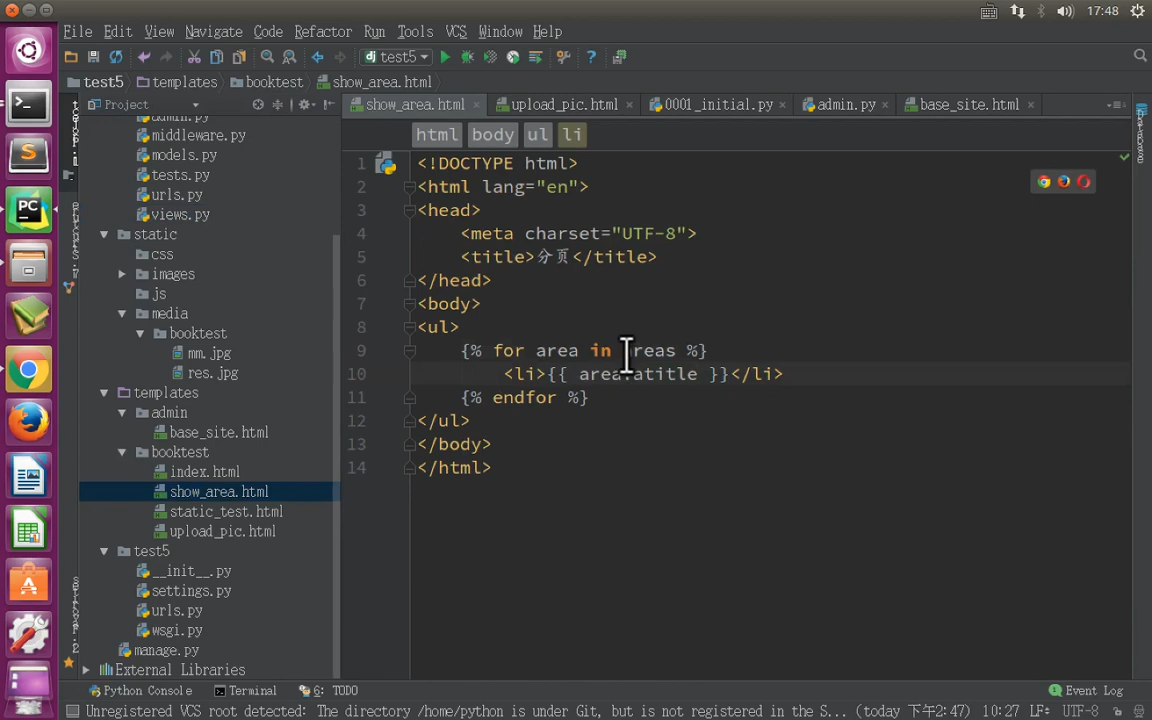 17:48
File Edit View Navigate Code Refactor Run Tools VCS Window Help
test5
test5 templates booktest show_area.html
Project
show_area.html upload_pic.html 0001_initial.py admin.py base_site.html
html body ul li
admin.py
middleware.py
models.py
tests.py
urls.py
views.py
static
css
images
js
media
booktest
mm.jpg
res.jpg
templates
admin
base_site.html
booktest
index.html
show_area.html
static_test.html
upload_pic.html
test5
__init__.py
settings.py
urls.py
wsgi.py
manage.py
External Libraries
1 <!DOCTYPE html>
2 <html lang="en">
3 <head>
4 <meta charset="UTF-8">
5 <title>分页</title>
6 </head>
7 <body>
8 <ul>
9 {% for area in areas %}
10 <li>{{ area.atitle }}</li>
11 {% endfor %}
12 </ul>
13 </body>
14 </html>
Python Console Terminal 6: TODO Event Log
Unregistered VCS root detected: The directory /home/python is under Git, but is not registered in the S... (today 下午2:47) 10:27 LF÷ UTF-8